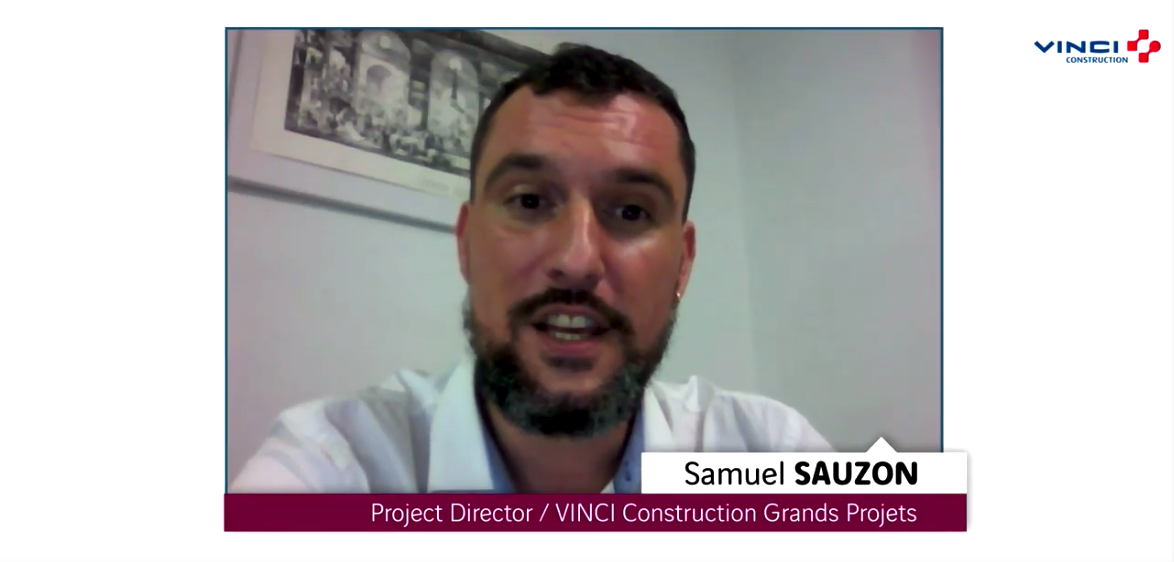 VINCI
CONSTRUCTION
Samuel SAUZON
Project Director / VINCI Construction Grands Projets